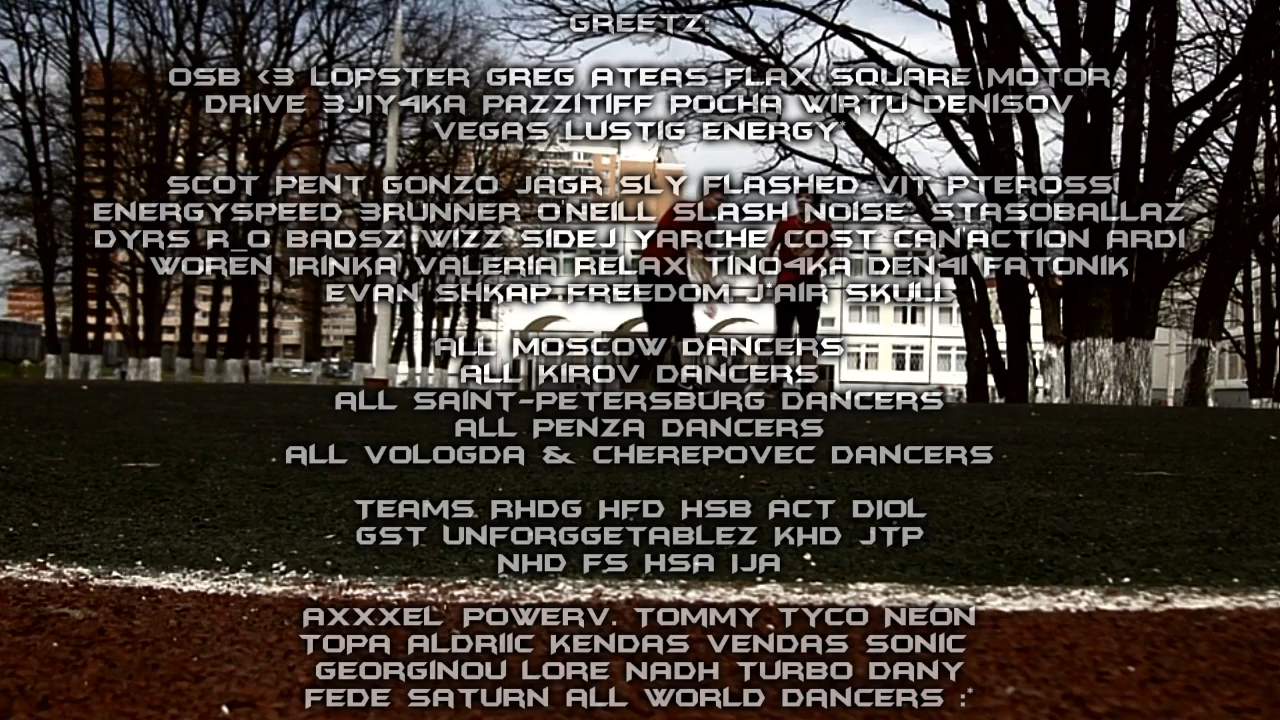 GREETZ:
OSB <3 LOPSTER GREG ATEAS-FLAX SQUARE MOTOR
DRIVE 3JIY4KA PAZZITIFF POCHA WIRTU DENISOV
VEGAS LUSTIG ENERGY*
SCOT PENT GONZO JAGR SLY FLASHED VIT PTEROSS
ENERGYSPEED 3RUNNER O'NEILL SLASH NOISE STASOBALLAZ
DYRS R_O BADSZ WIZZ SIDEJ YARCHE COST CAN'ACTION ARDI
WOREN IRINKA VALERIA RELAX TINO4KA DEN4I FATONIK
EVAN SHKAP FREEDOM J*AIR SKULL
ALL MOSCOW DANCERS
ALL KIROV DANCERS
ALL SAINT-PETERSBURG DANCERS
ALL PENZA DANCERS
ALL VOLOGDA & CHEREPOVEC DANCERS
TEAMS: RHDG HFD HSB ACT DIOL
GST UNFORGGETABLEZ KHD JTP
NHD FS HSA IJA
AXXXEL' POWERV. TOMMY TYCO NEON
TOPA ALDRIIC KENDAS VENDAS SONIC
GEORGINOU LORE NADH TURBO DANY
FEDE SATURN ALL WORLD DANCERS :*